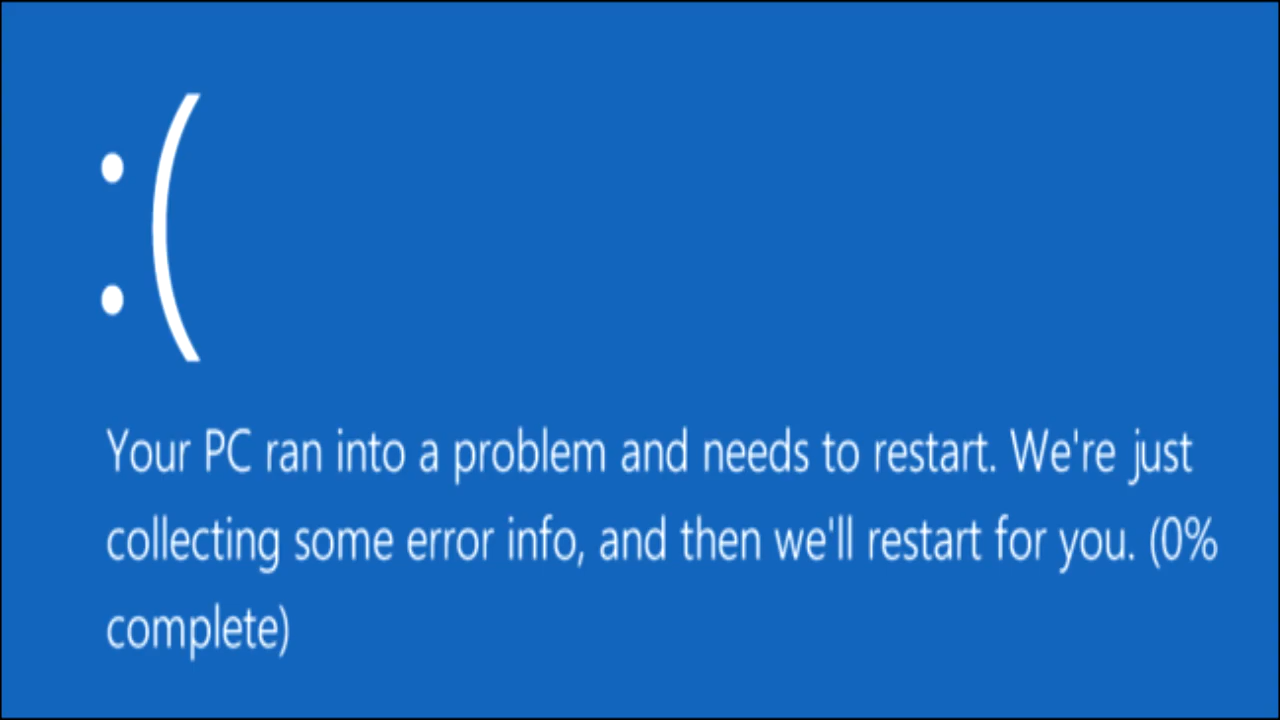 :(
Your PC ran into a problem and needs to restart. We're just
collecting some error info, and then we'll restart for you. (0%
complete)